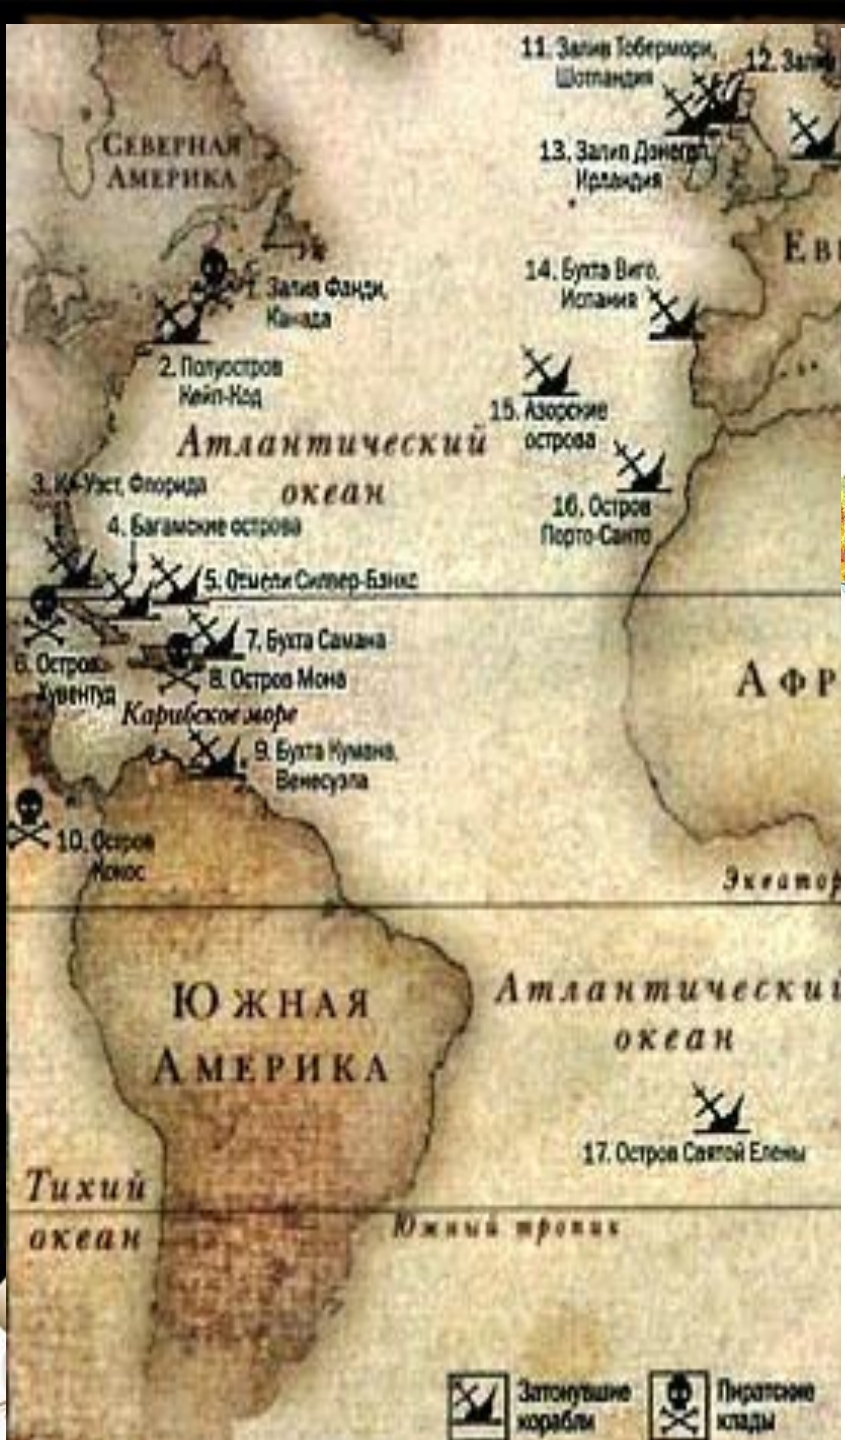 11. Залив Тобермори,
Шотландия
12. Залив
СЕВЕРНАЯ
АМЕРИКА
13. Залив Донегол,
Ирландия
ЕВ
14. Бухта Виго,
Испания
1. Залив Фанди,
Канада
2. Полуостров
Кейп-Код
15. Азорские
острова
Атлантический
океан
3. Ки-Уэст, Флорида
16. Остров
Порто-Санто
4. Багамские острова
5. Отмели Силвер-Бэнкс
7. Бухта Самана
6. Остров
Хувентуд
8. Остров Мона
АФР
Карибское море
9. Бухта Кумана,
Венесуэла
10. Остров
Кокос
Экватор
ЮЖНАЯ
АМЕРИКА
Атлантический
океан
17. Остров Святой Елены
Тихий
океан
Южный тропик
Затонувшие
корабли
Пиратские
клады